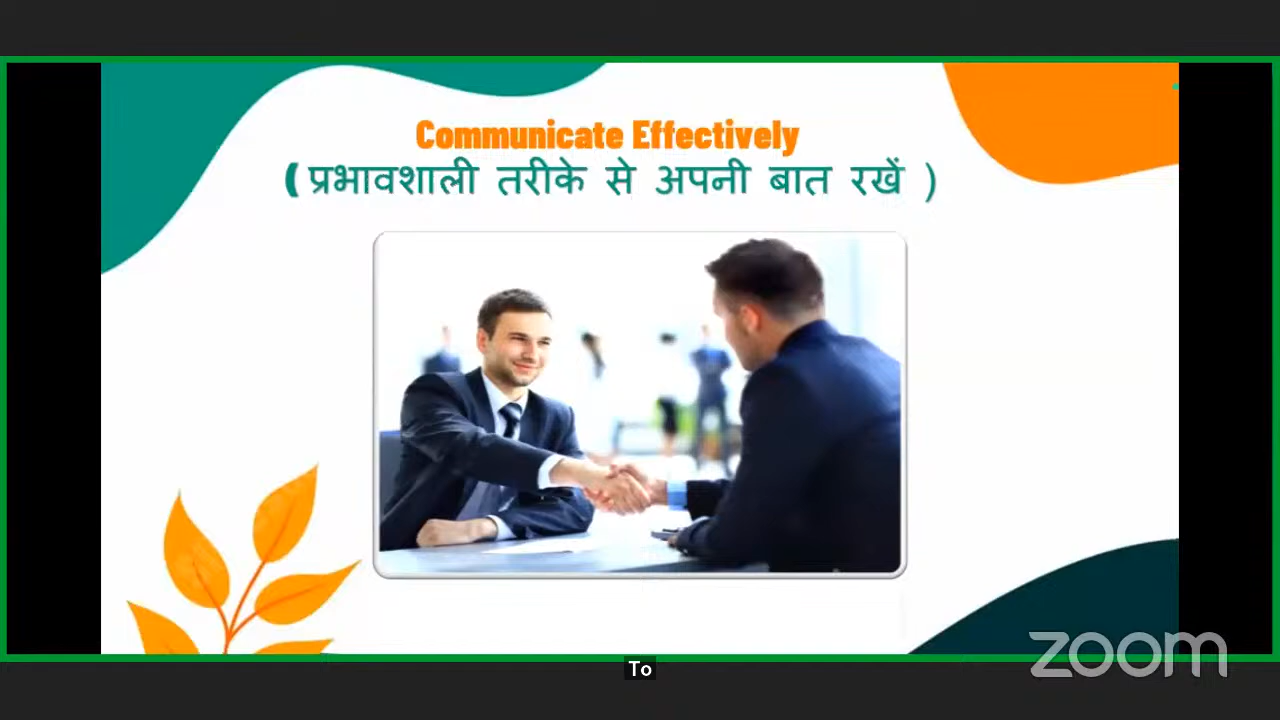 Communicate Effectively
( प्रभावशाली तरीके से अपनी बात रखें )
zoom
To